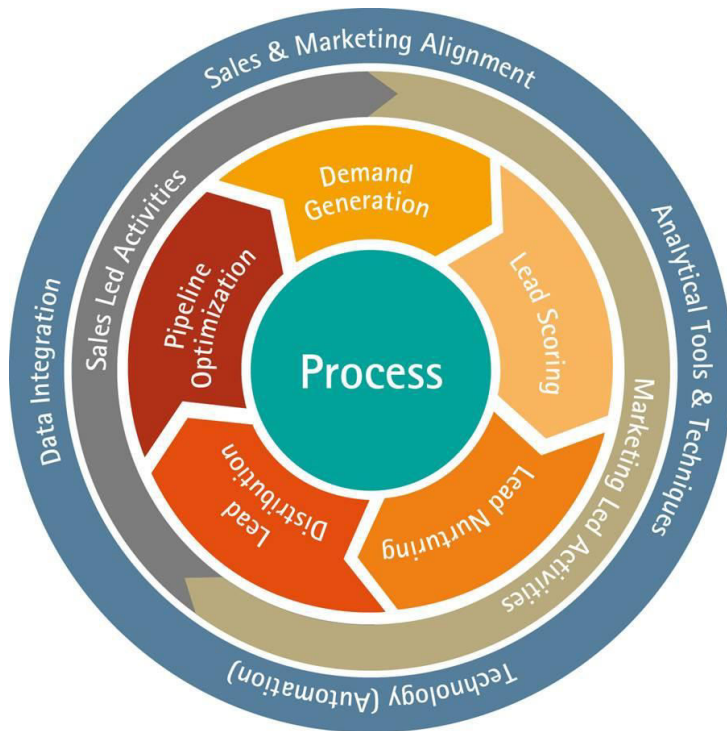 Sales & Marketing Alignment
Analytical Tools & Techniques
Technology (Automation)
Data Integration
Sales Led Activities
Marketing Led Activities
Demand
Generation
Lead Scoring
Lead Nurturing
Lead
Distribution
Pipeline
Optimization
Process